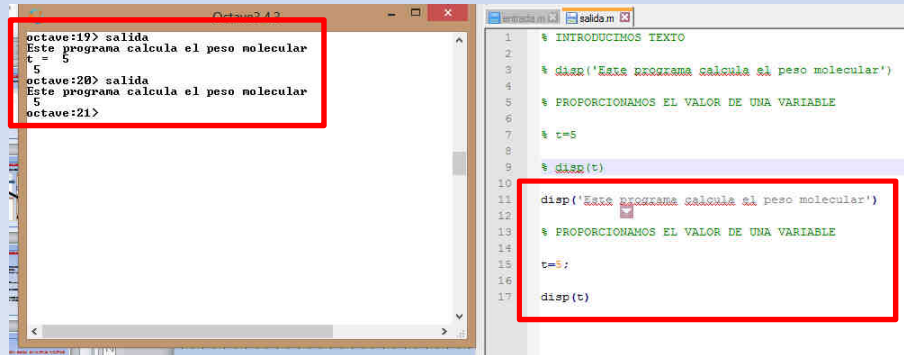 Octave3.4.3
octave:19> salida
Este programa calcula el peso molecular
t =  5
 5
octave:20> salida
Este programa calcula el peso molecular
 5
octave:21>
entrada.m salida.m
1 % INTRODUCIMOS TEXTO
2
3 % disp('Este programa calcula el peso molecular')
4
5 % PROPORCIONAMOS EL VALOR DE UNA VARIABLE
6
7 % t=5
8
9 % disp(t)
10
11 disp('Este programa calcula el peso molecular')
12
13 % PROPORCIONAMOS EL VALOR DE UNA VARIABLE
14
15 t=5;
16
17 disp(t)